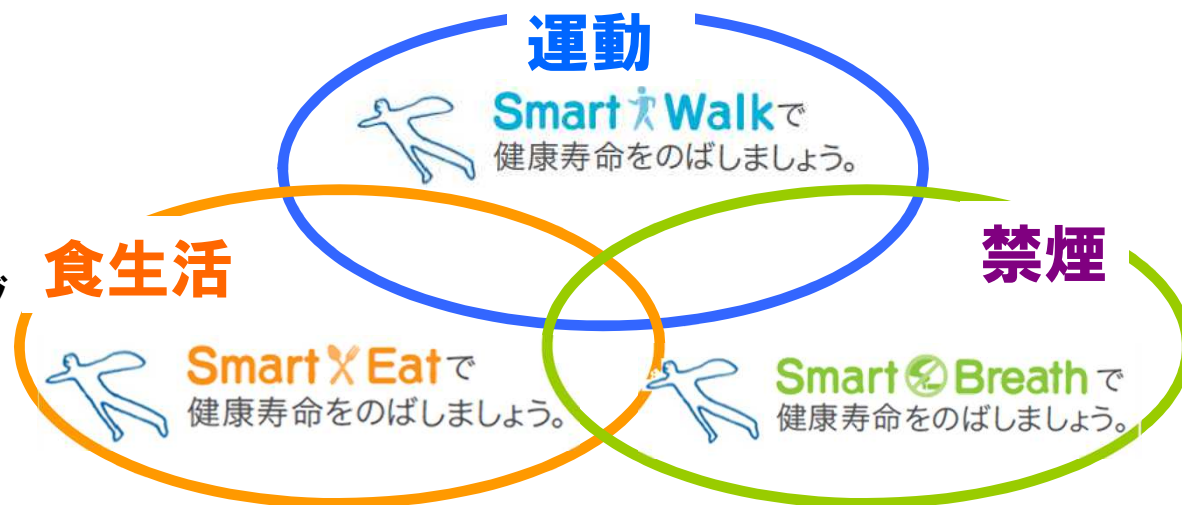 運動
Smart Walkで
健康寿命をのばしましょう。
食生活
Smart Eatで
健康寿命をのばしましょう。
禁煙
Smart Breathで
健康寿命をのばしましょう。